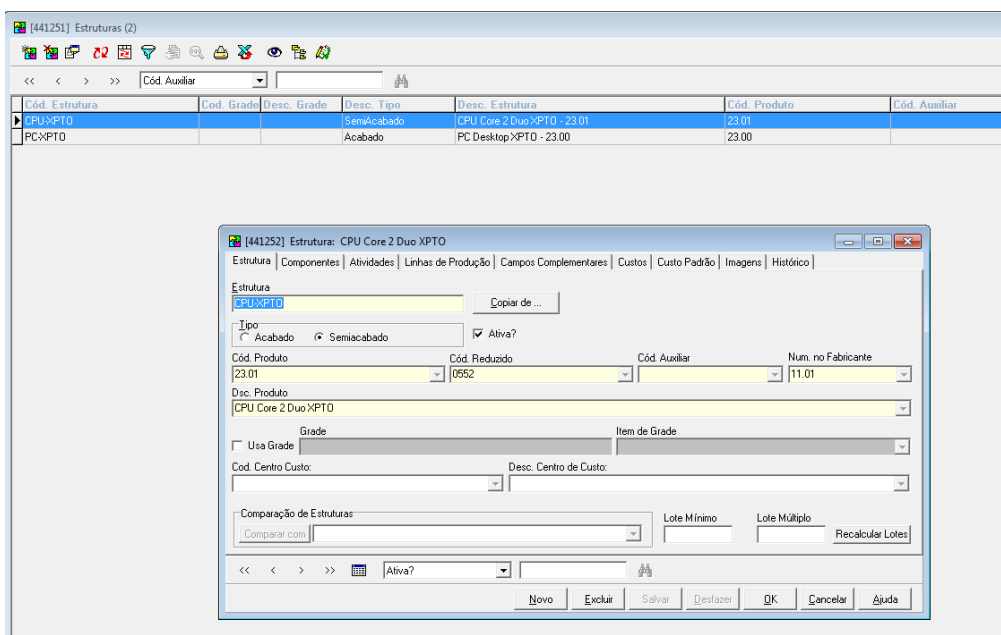 [441251] Estruturas (2)
<< < > >> Cód. Auxiliar
Cód. Estrutura Cod. Grade Desc. Grade Desc. Tipo Desc. Estrutura Cód. Produto Cód. Auxiliar
CPU-XPTO SemiAcabado CPU Core 2 Duo XPTO - 23.01 23.01
PC-XPTO Acabado PC Desktop XPTO - 23.00 23.00
[441252] Estrutura: CPU Core 2 Duo XPTO
Estrutura Componentes Atividades Linhas de Produção Campos Complementares Custos Custo Padrão Imagens Histórico
Estrutura
CPU-XPTO Copiar de ...
Tipo
Acabado Semiacabado Ativa?
Cód. Produto Cód. Reduzido Cód. Auxiliar Num. no Fabricante
23.01 0552 11.01
Dsc. Produto
CPU Core 2 Duo XPTO
Grade Item de Grade
Usa Grade
Cod. Centro Custo: Desc. Centro de Custo:
Comparação de Estruturas Lote Mínimo Lote Múltiplo
Comparar com Recalcular Lotes
<< < > >> Ativa?
Novo Excluir Salvar Desfazer OK Cancelar Ajuda